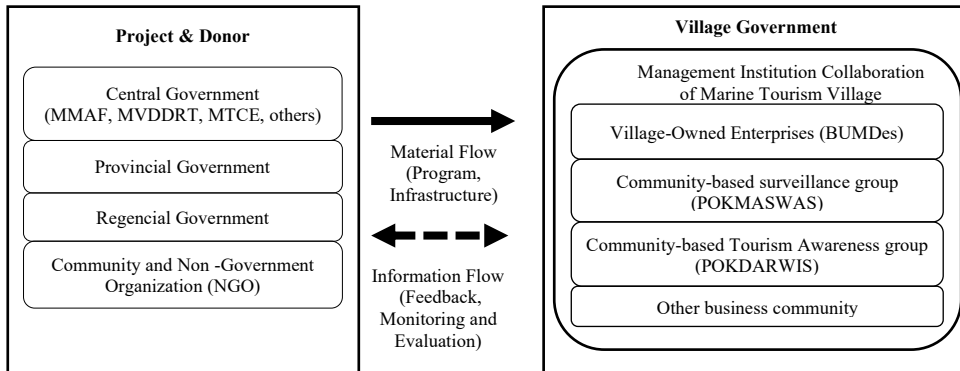 Project & Donor
Central Government
(MMAF, MVDDRT, MTCE, others)
Provincial Government
Regencial Government
Community and Non -Government
Organization (NGO)
Material Flow
(Program,
Infrastructure)
Information Flow
(Feedback,
Monitoring and
Evaluation)
Village Government
Management Institution Collaboration
of Marine Tourism Village
Village-Owned Enterprises (BUMDes)
Community-based surveillance group
(POKMASWAS)
Community-based Tourism Awareness group
(POKDARWIS)
Other business community